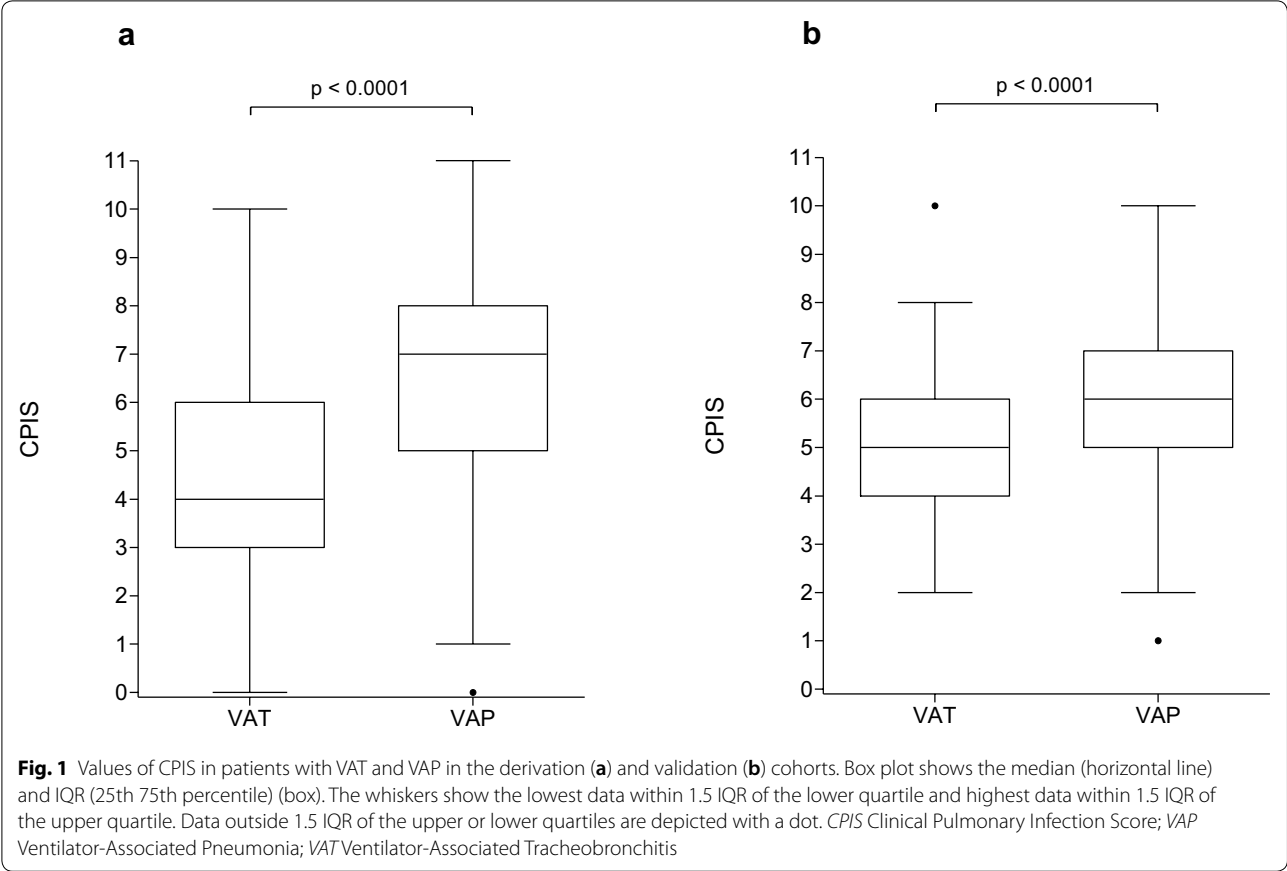 a
p < 0.0001
11
10
9
8
7
6
5
4
3
2
1
0
CPIS
VAT VAP
b
p < 0.0001
11
10
9
8
7
6
5
4
3
2
1
0
CPIS
VAT VAP
Fig. 1 Values of CPIS in patients with VAT and VAP in the derivation (a) and validation (b) cohorts. Box plot shows the median (horizontal line)
and IQR (25th 75th percentile) (box). The whiskers show the lowest data within 1.5 IQR of the lower quartile and highest data within 1.5 IQR of
the upper quartile. Data outside 1.5 IQR of the upper or lower quartiles are depicted with a dot. CPIS Clinical Pulmonary Infection Score; VAP
Ventilator-Associated Pneumonia; VAT Ventilator-Associated Tracheobronchitis